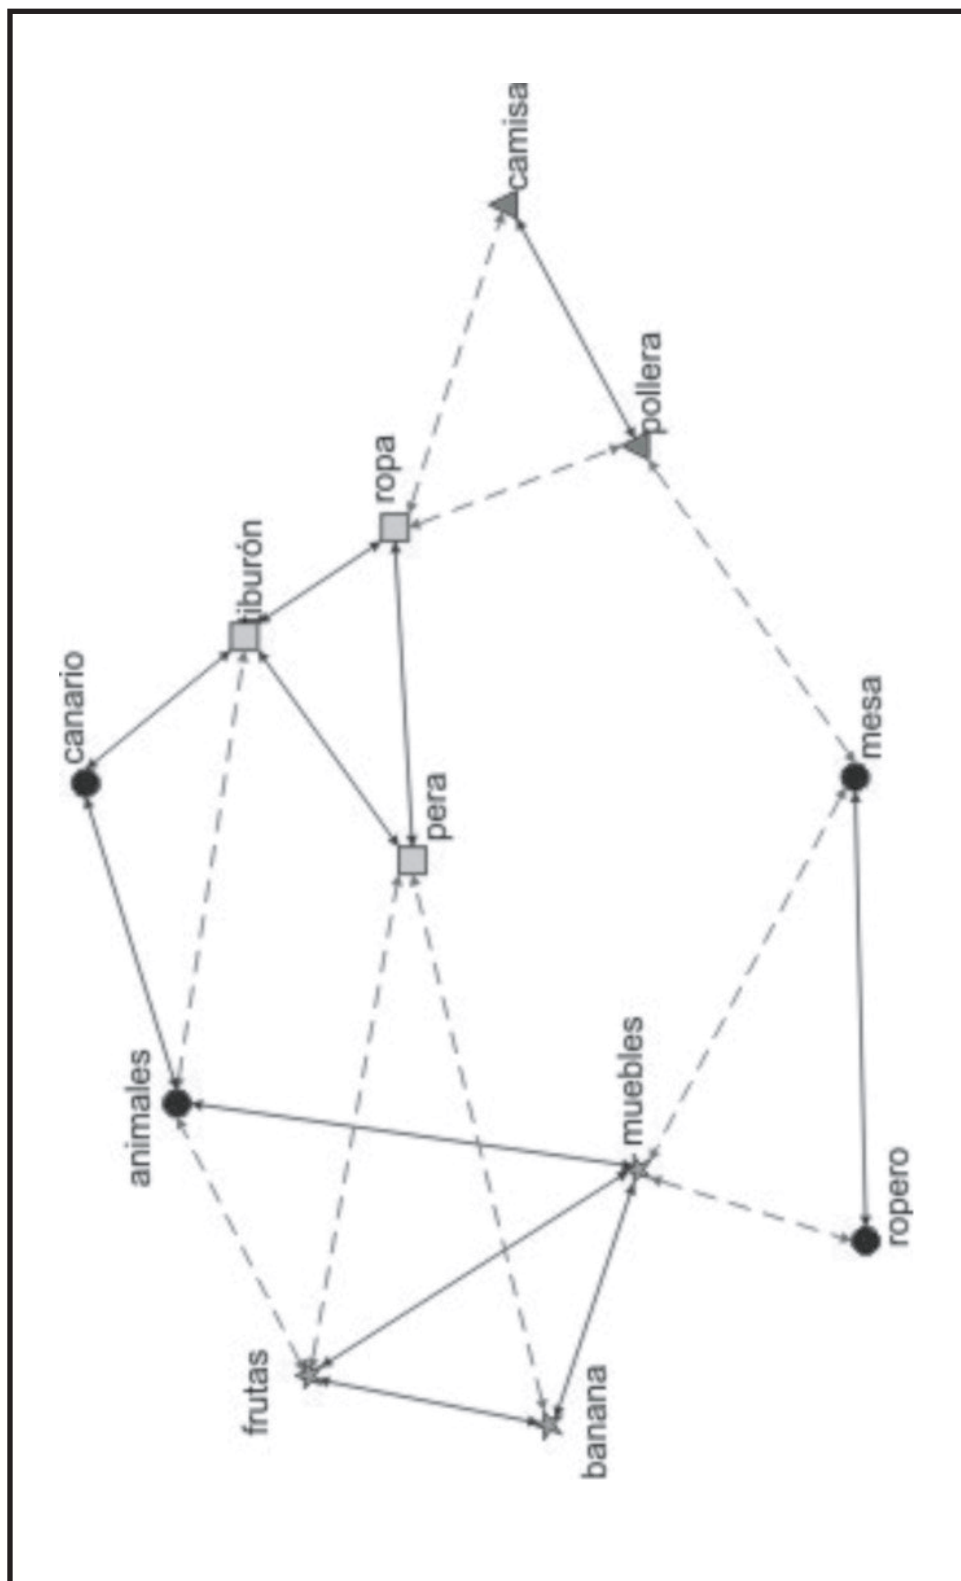 canario
tiburón
ropa
camisa
animales
pera
pollera
frutas
muebles
banana
mesa
ropero